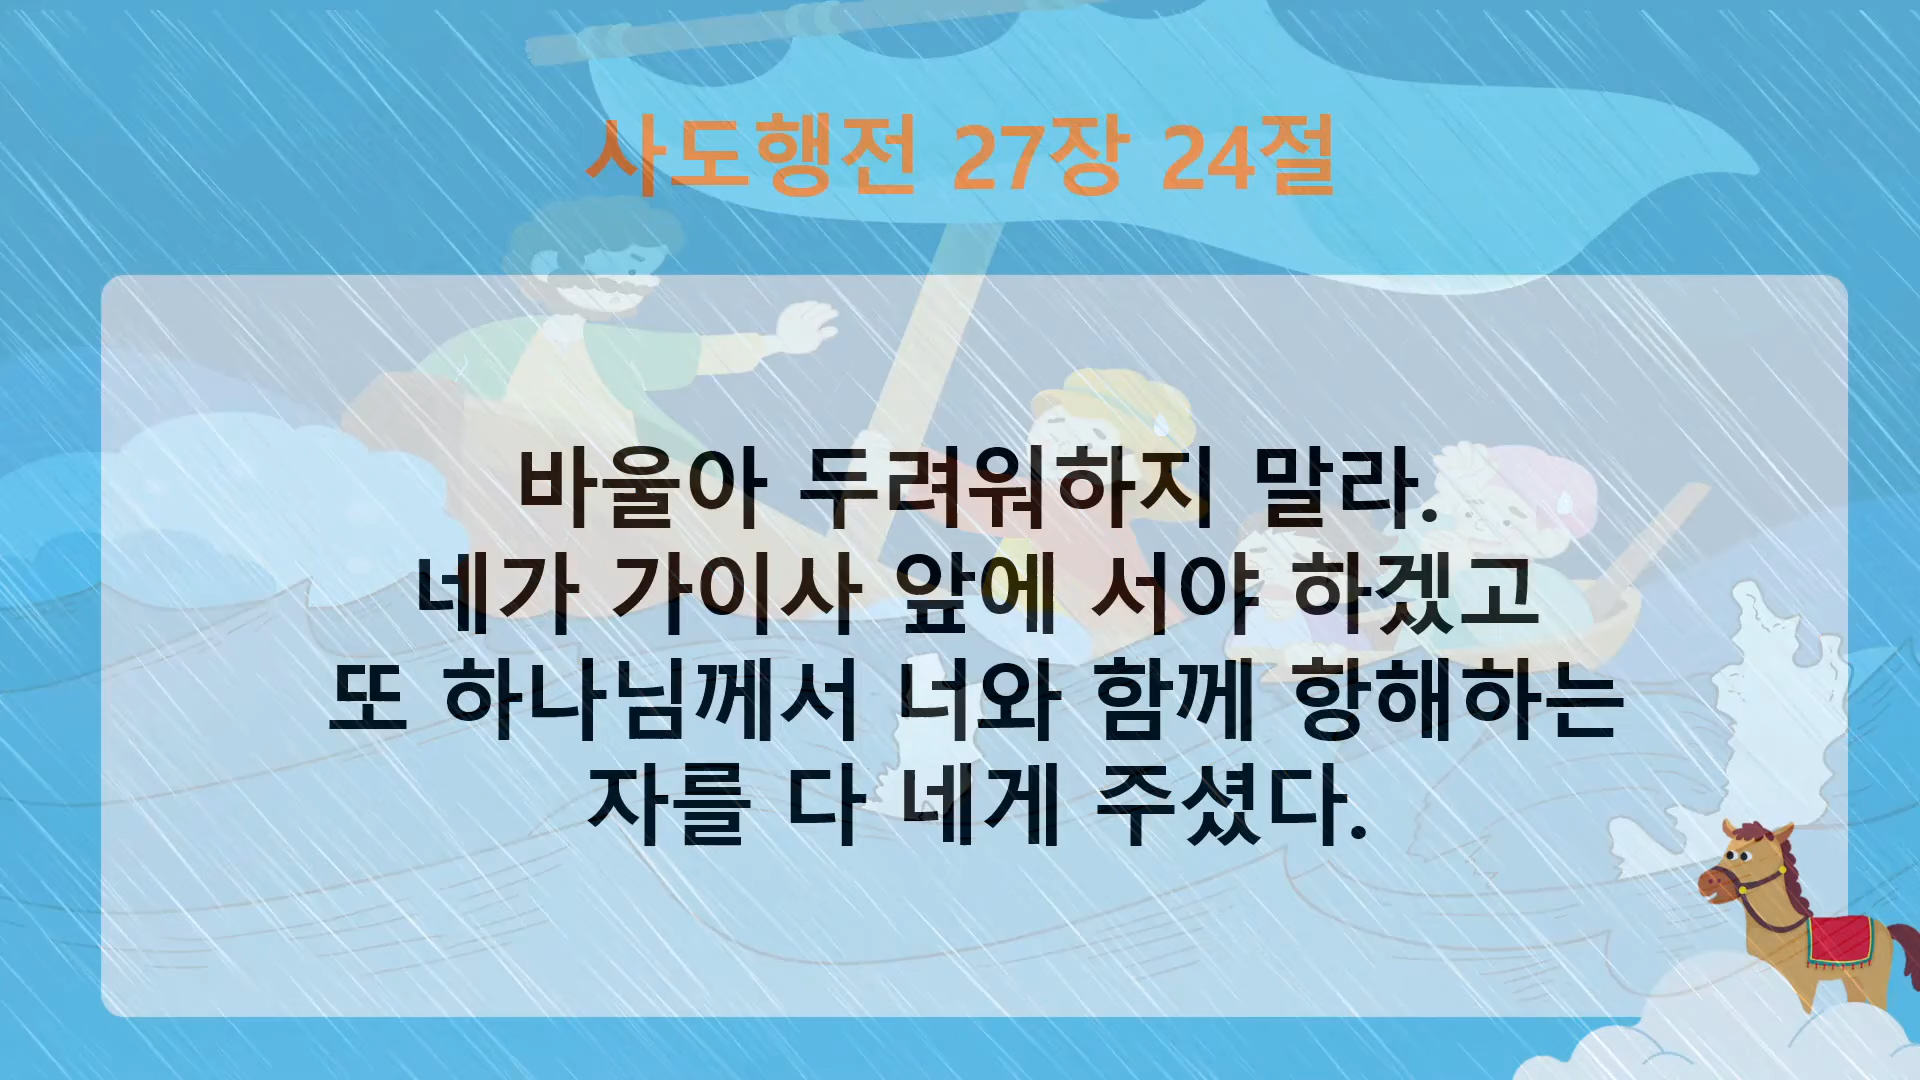 사도행전 27장 24절
바울아 두려워하지 말라.
네가 가이사 앞에 서야 하겠고
또 하나님께서 너와 함께 항해하는
자를 다 네게 주셨다.